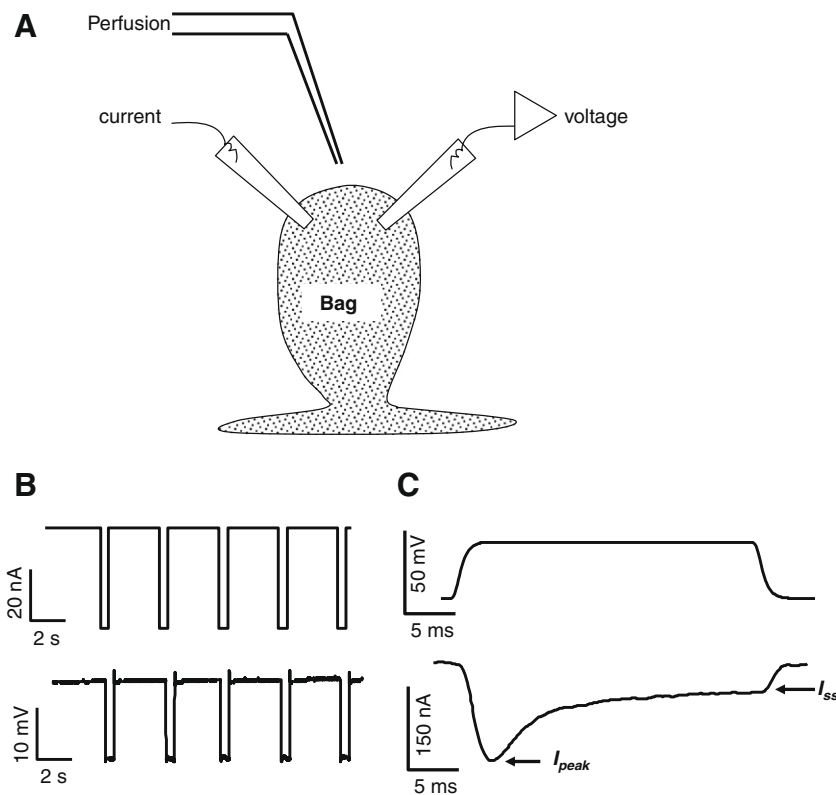 A
Perfusion
current
voltage
Bag
B
20 nA
2 s
10 mV
2 s
C
50 mV
5 ms
150 nA
5 ms
Iss
Ipeak